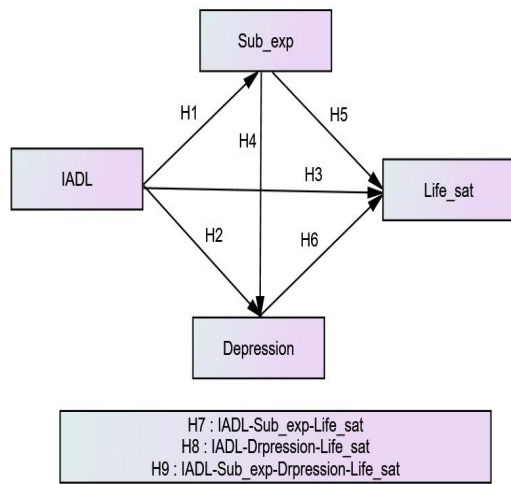 Sub_exp
H1
H5
H4
IADL
H3
Life_sat
H2
H6
Depression
H7 : IADL-Sub_exp-Life_sat
H8 : IADL-Drpression-Life_sat
H9 : IADL-Sub_exp-Drpression-Life_sat